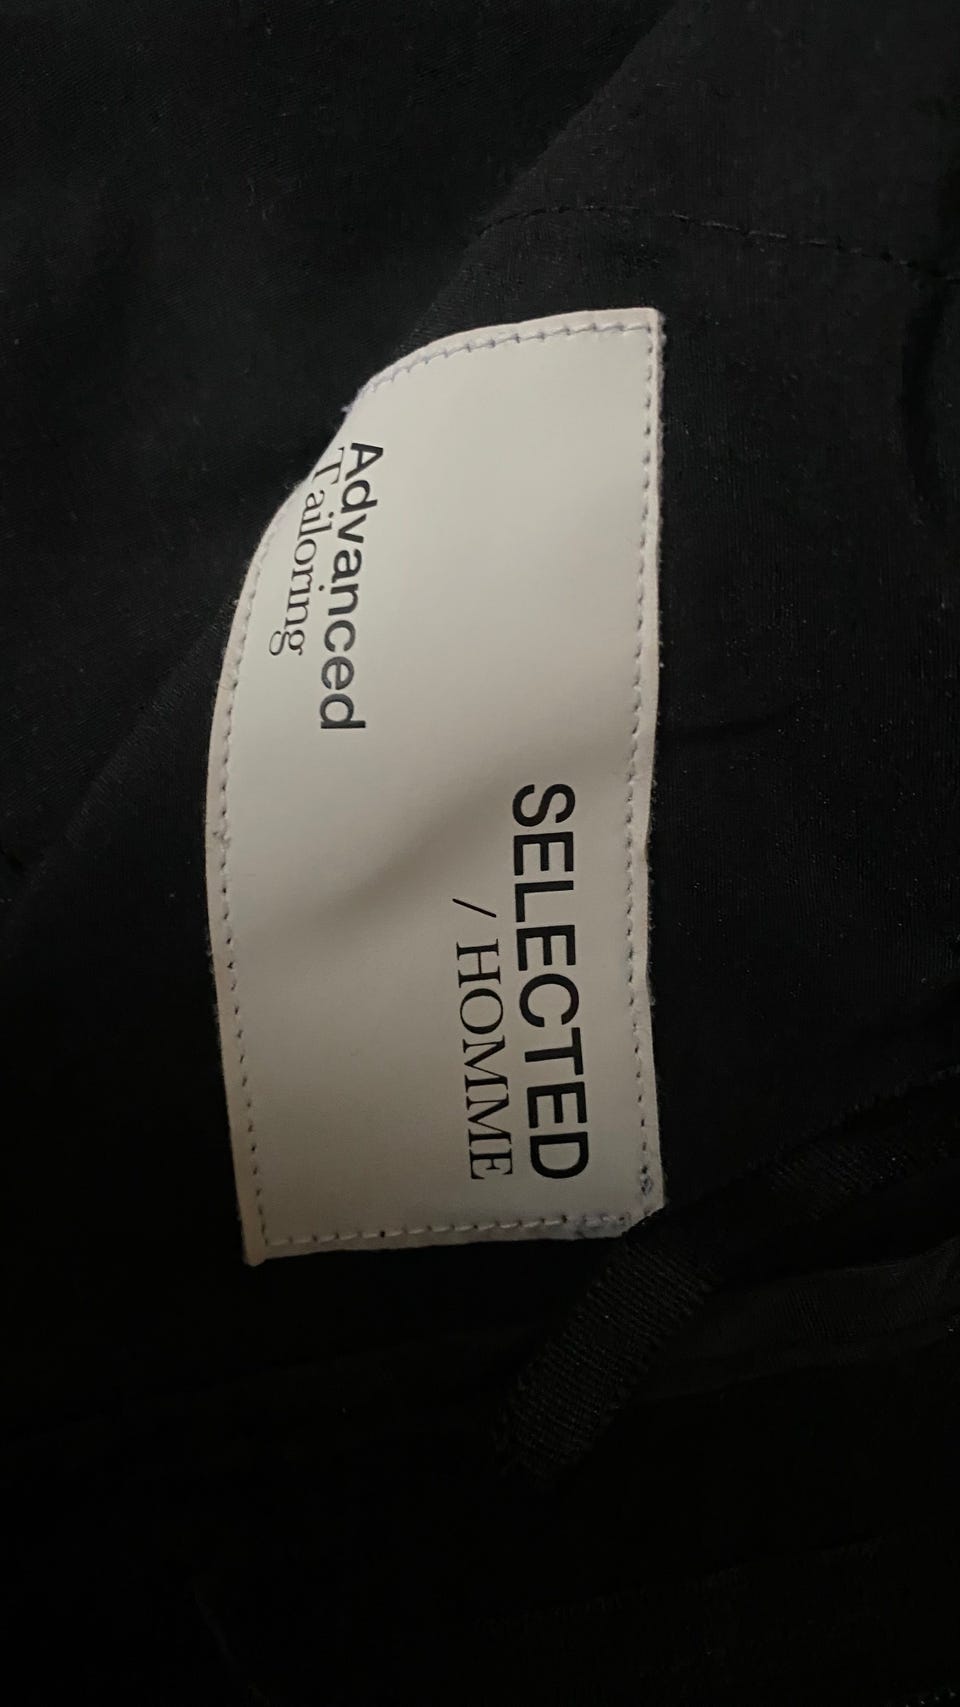 SELECTED
/ HOMME
Advanced
Tailoring